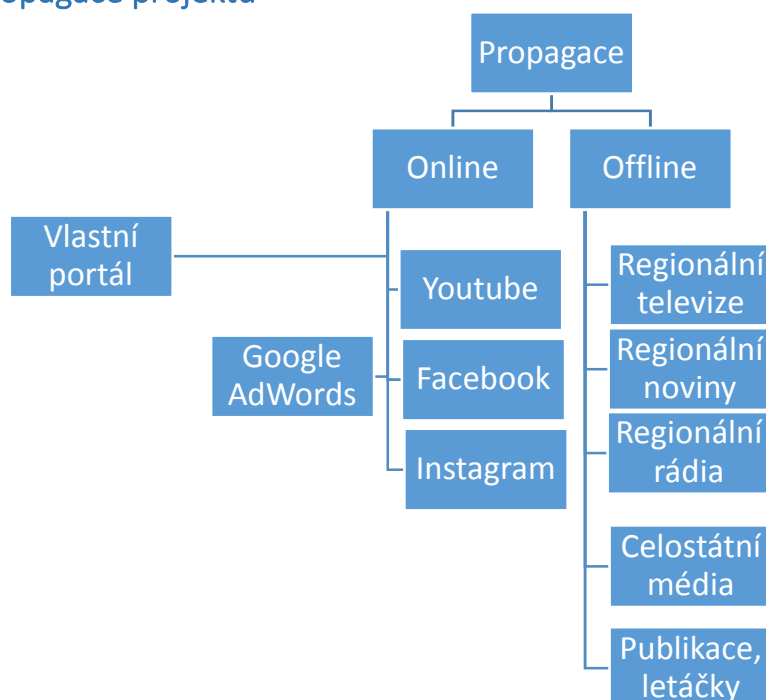 projektu
Propagace
Online
Offline
Vlastní
portál
Youtube
Google
AdWords
Facebook
Instagram
Regionální
televize
Regionální
noviny
Regionální
rádia
Celostátní
média
Publikace,
letáčky